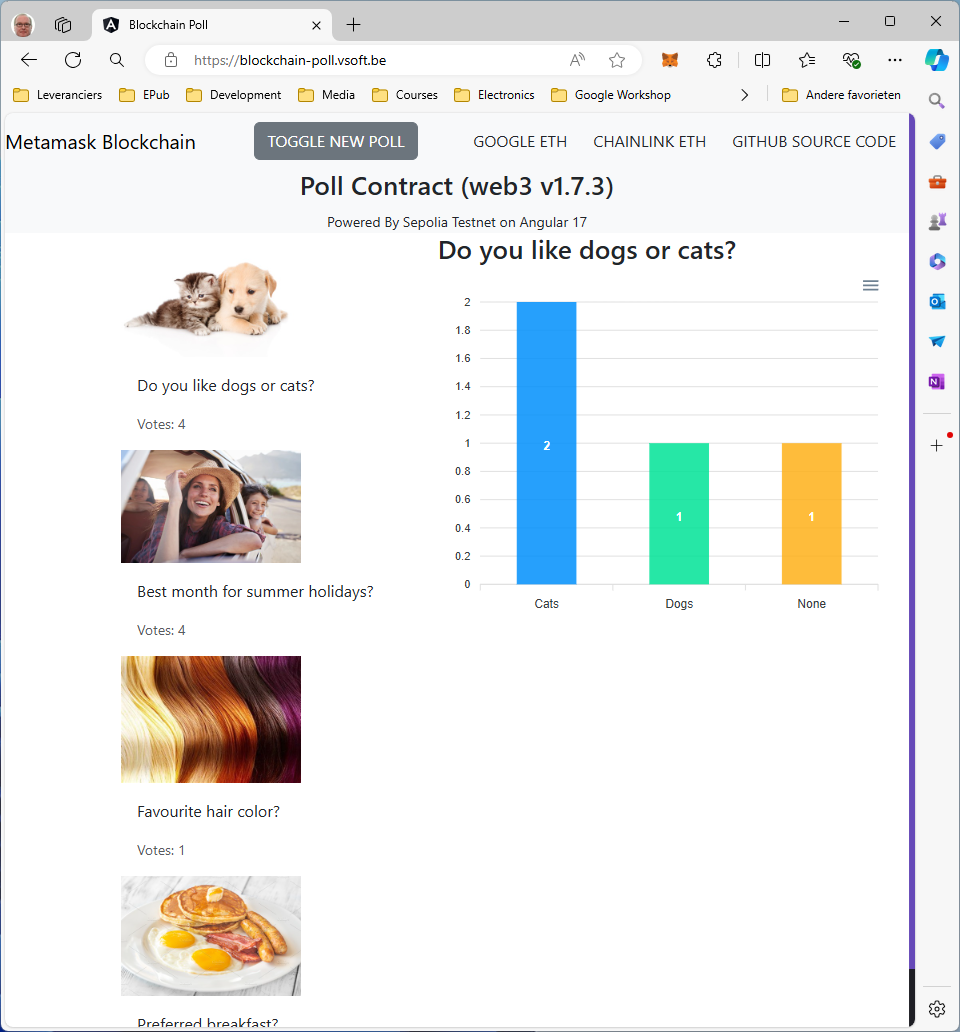 Blockchain Poll
https://blockchain-poll.vsoft.be
Leveranciers EPub Development Media Courses Electronics Google Workshop Andere favorieten
Metamask Blockchain TOGGLE NEW POLL GOOGLE ETH CHAINLINK ETH GITHUB SOURCE CODE
Poll Contract (web3 v1.7.3)
Powered By Sepolia Testnet on Angular 17
Do you like dogs or cats?
Votes: 4
Best month for summer holidays?
Votes: 4
Favourite hair color?
Votes: 1
Preferred breakfast?
Do you like dogs or cats?
2
1.8
1.6
1.4
1.2
1
0.8
0.6
0.4
0.2
0
2
1
1
Cats Dogs None